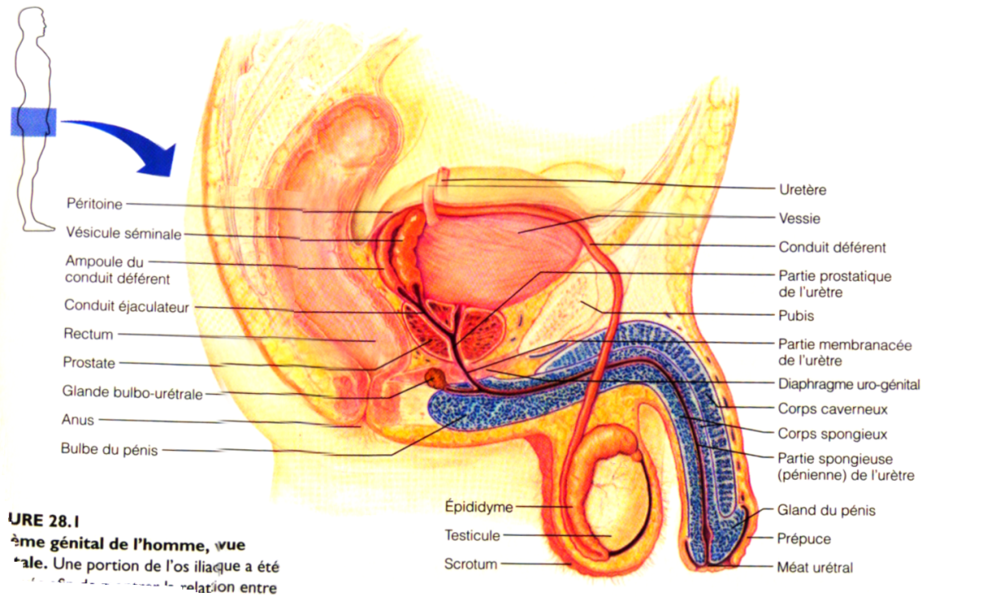 Péritoine
Vésicule séminale
Ampoule du
conduit déférent
Conduit éjaculateur
Rectum
Prostate
Glande bulbo-urétrale
Anus
Bulbe du pénis
Uretère
Vessie
Conduit déférent
Partie prostatique
de l'urètre
Pubis
Partie membranacée
de l'urètre
Diaphragme uro-génital
Corps caverneux
Corps spongieux
Partie spongieuse
(pénienne) de l'urètre
Gland du pénis
Prépuce
Méat urétral
Épididyme
Testicule
Scrotum
URE 28.1
ème génital de l'homme, vue
tale. Une portion de l'os iliaque a été
relation entre